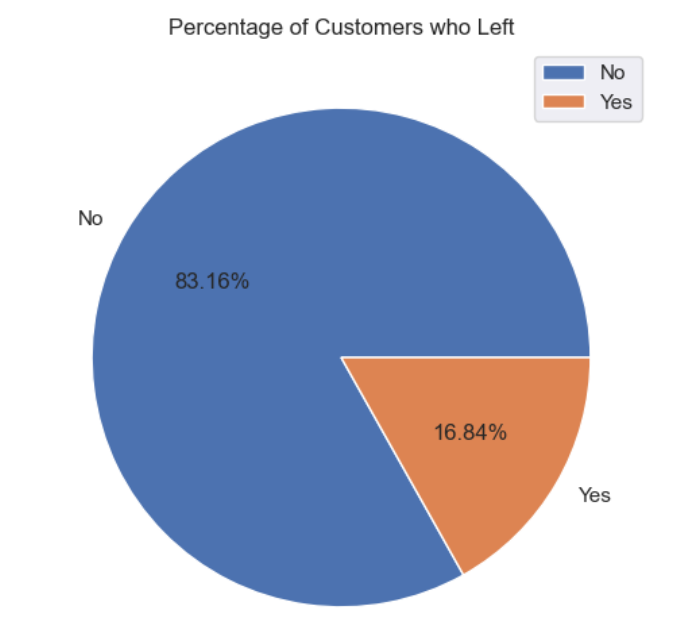 Percentage of Customers who Left
No
Yes
No
83.16%
16.84%
Yes